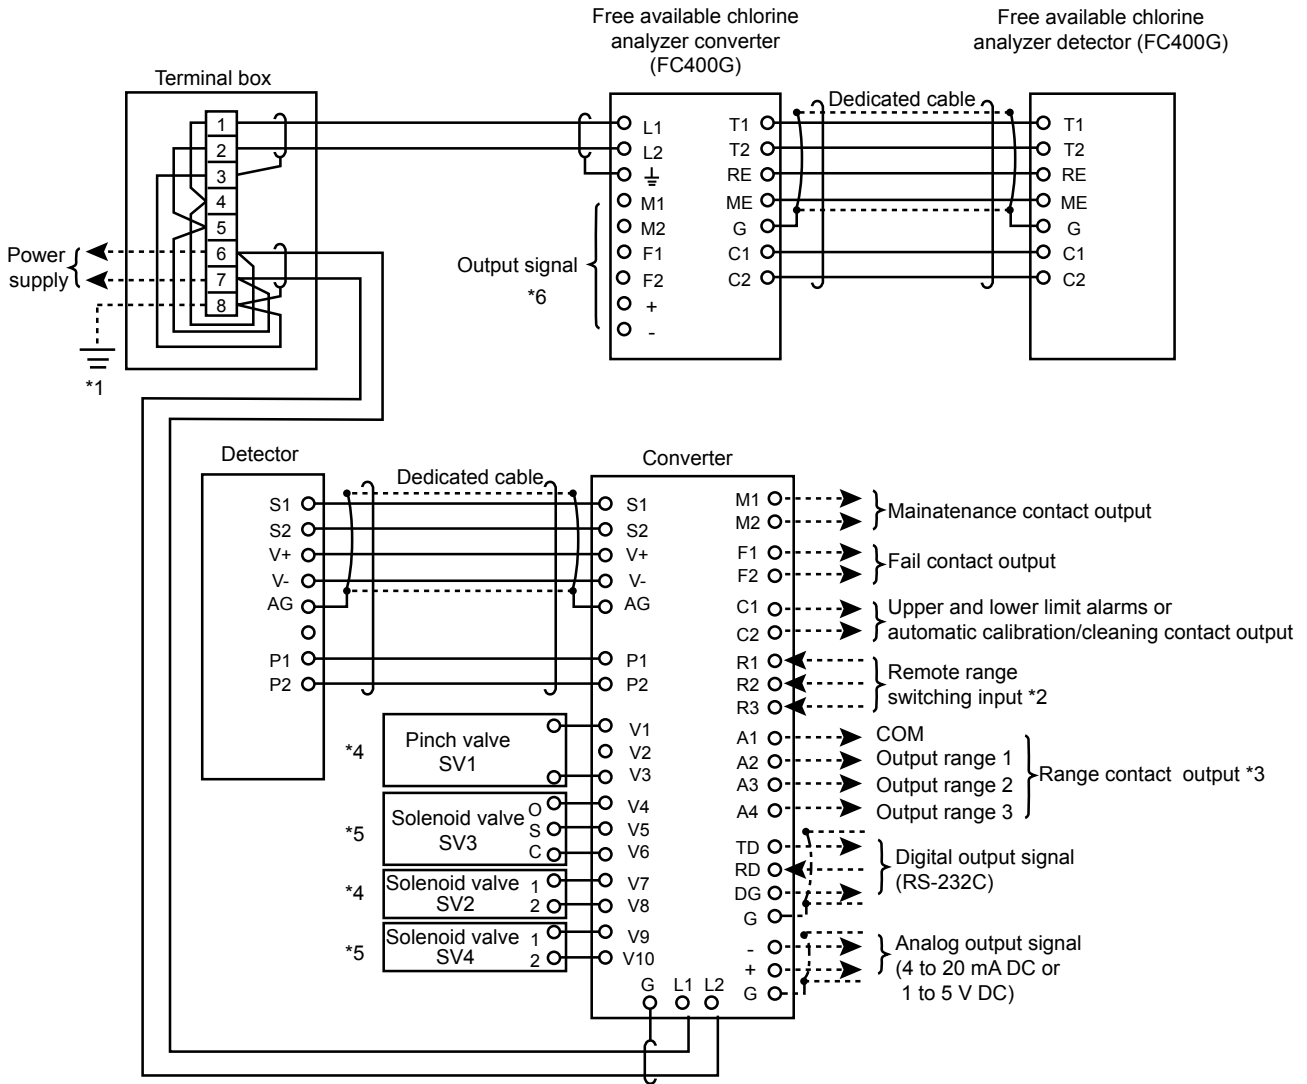 Free available chlorine
analyzer converter
(FC400G)
Free available chlorine
analyzer detector (FC400G)
Terminal box
1
2
3
4
5
6
7
8
Power
supply
*1
L1
L2
M1
M2
F1
F2
+
-
Output signal
*6
T1
T2
RE
ME
G
C1
C2
Dedicated cable
T1
T2
RE
ME
G
C1
C2
Detector
S1
S2
V+
V-
AG
P1
P2
Dedicated cable
Converter
S1
S2
V+
V-
AG
P1
P2
V1
V2
V3
V4
V5
V6
V7
V8
V9
V10
*4
Pinch valve
SV1
*5
Solenoid valve
SV3
O
S
C
*4
Solenoid valve
SV2
1
2
*5
Solenoid valve
SV4
1
2
G L1 L2
M1
M2
Mainatenance contact output
F1
F2
Fail contact output
C1
C2
Upper and lower limit alarms or
automatic calibration/cleaning contact output
R1
R2
R3
Remote range
switching input *2
A1 COM
A2 Output range 1
A3 Output range 2
A4 Output range 3
Range contact output *3
TD
RD
DG
G
Digital output signal
(RS-232C)
-
+
G
Analog output signal
(4 to 20 mA DC or
1 to 5 V DC)